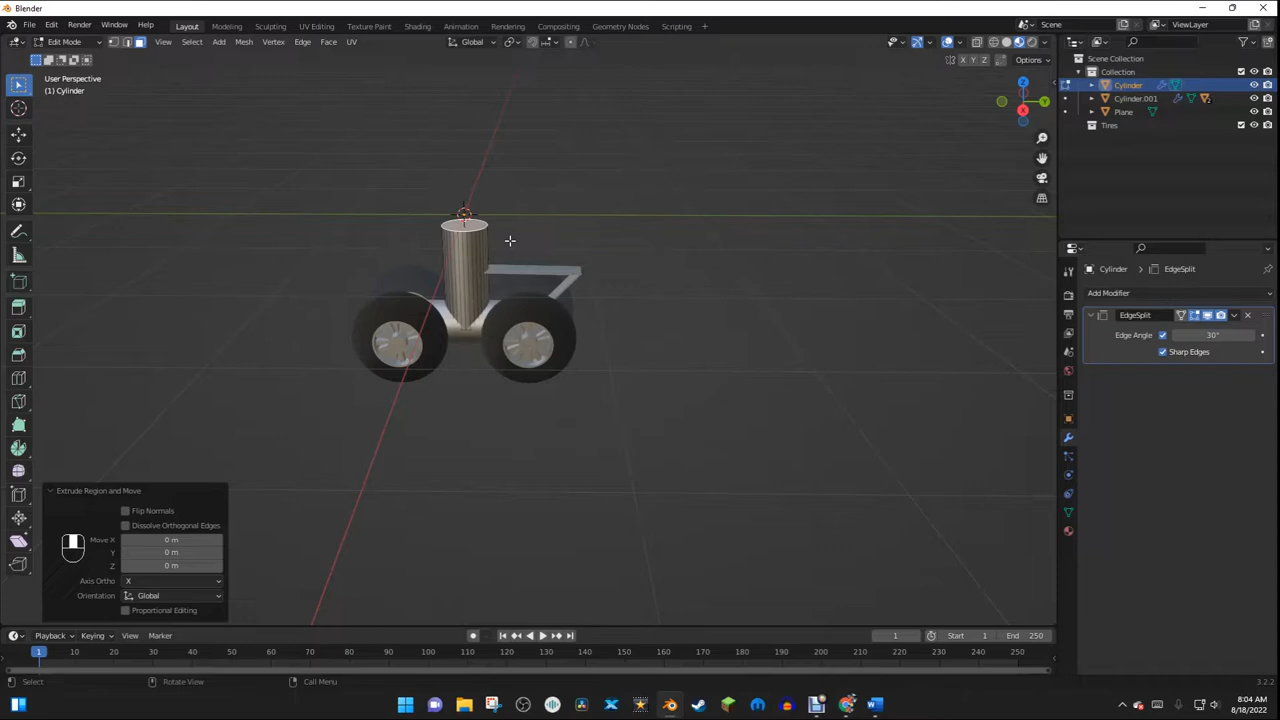 Blender
File Edit Render Window Help Layout Modeling Sculpting UV Editing Texture Paint Shading Animation Rendering Compositing Geometry Nodes Scripting + Scene ViewLayer
Edit Mode View Select Add Mesh Vertex Edge Face UV Global
X Y Z Options
User Perspective
(1) Cylinder
Z
Y
X
Scene Collection
Collection
Cylinder
Cylinder.001
Plane
Tires
Cylinder > EdgeSplit
Add Modifier
EdgeSplit
Edge Angle 30°
Sharp Edges
Extrude Region and Move
Flip Normals
Dissolve Orthogonal Edges
Move X 0 m
Y 0 m
Z 0 m
Axis Ortho X
Orientation Global
Proportional Editing
Playback Keying View Marker 1 Start 1 End 250
1 10 20 30 40 50 60 70 80 90 100 110 120 130 140 150 160 170 180 190 200 210 220 230 240 250
Select Rotate View Call Menu 3.2.2
8:04 AM
8/18/2022